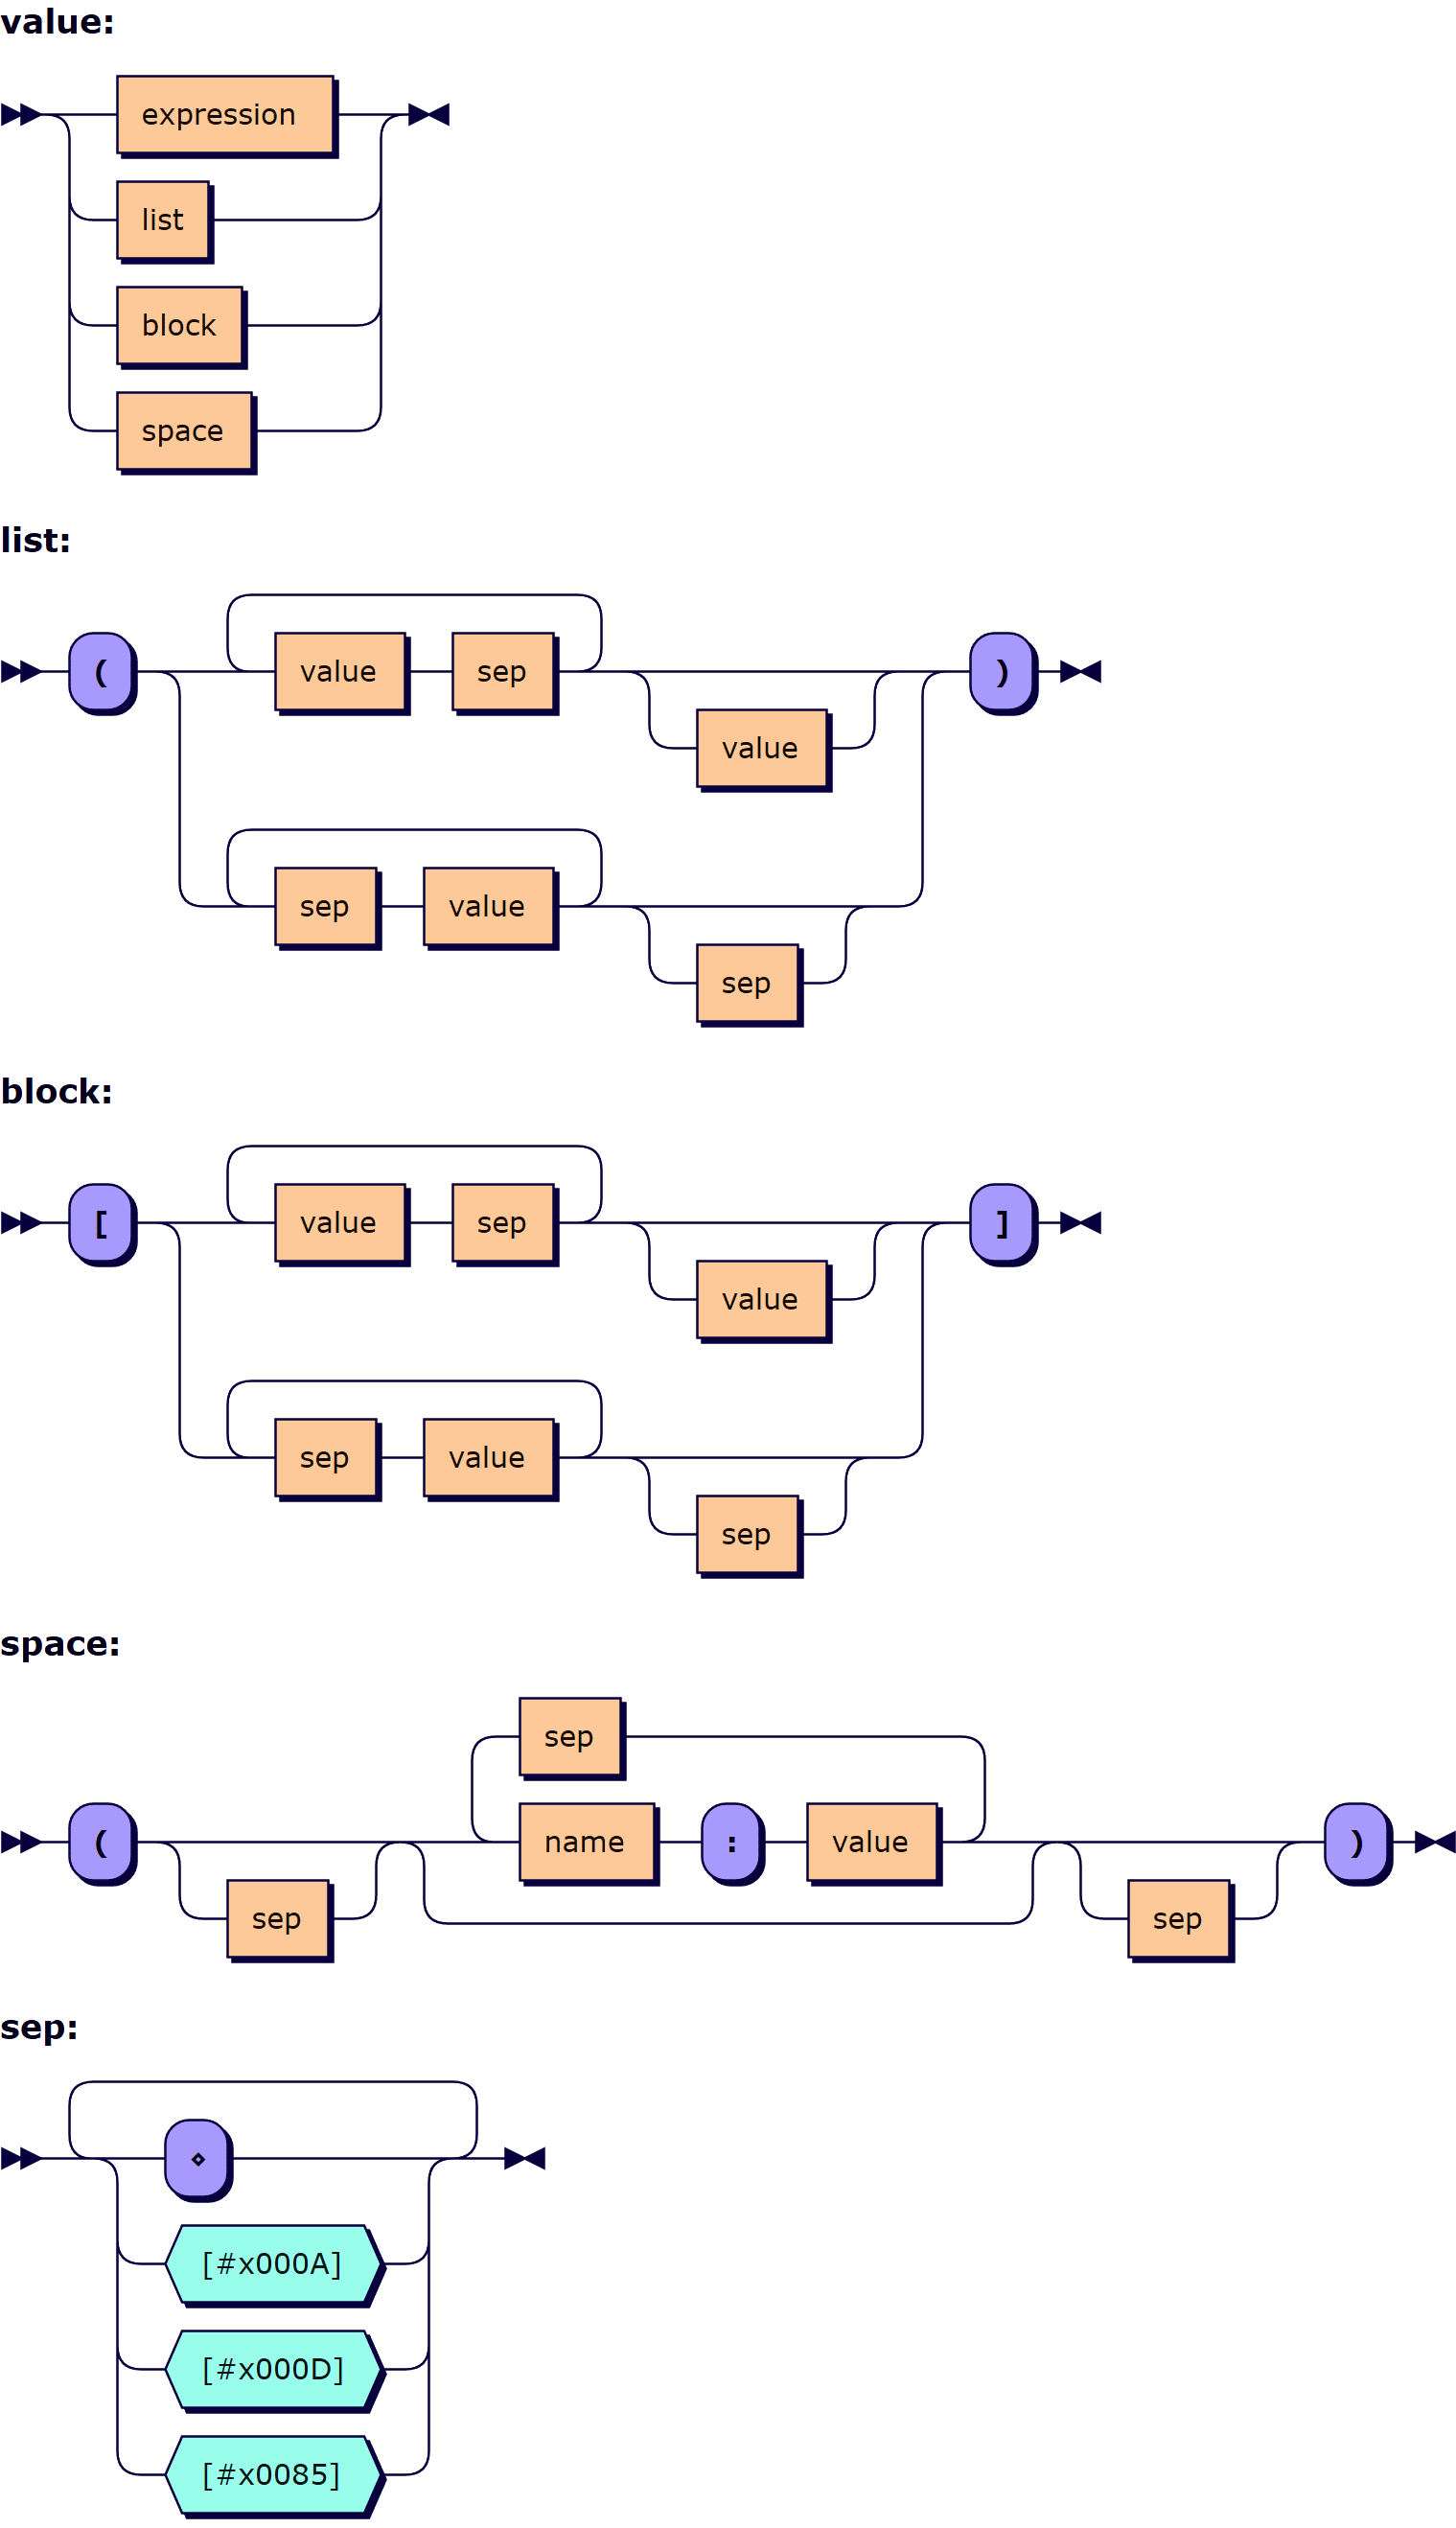 value:
expression
list
block
space
list:
( value sep )
value
sep value
sep
block:
[ value sep ]
value
sep value
sep
space:
sep
( name : value )
sep sep
sep:
⋄
[#x000A]
[#x000D]
[#x0085]